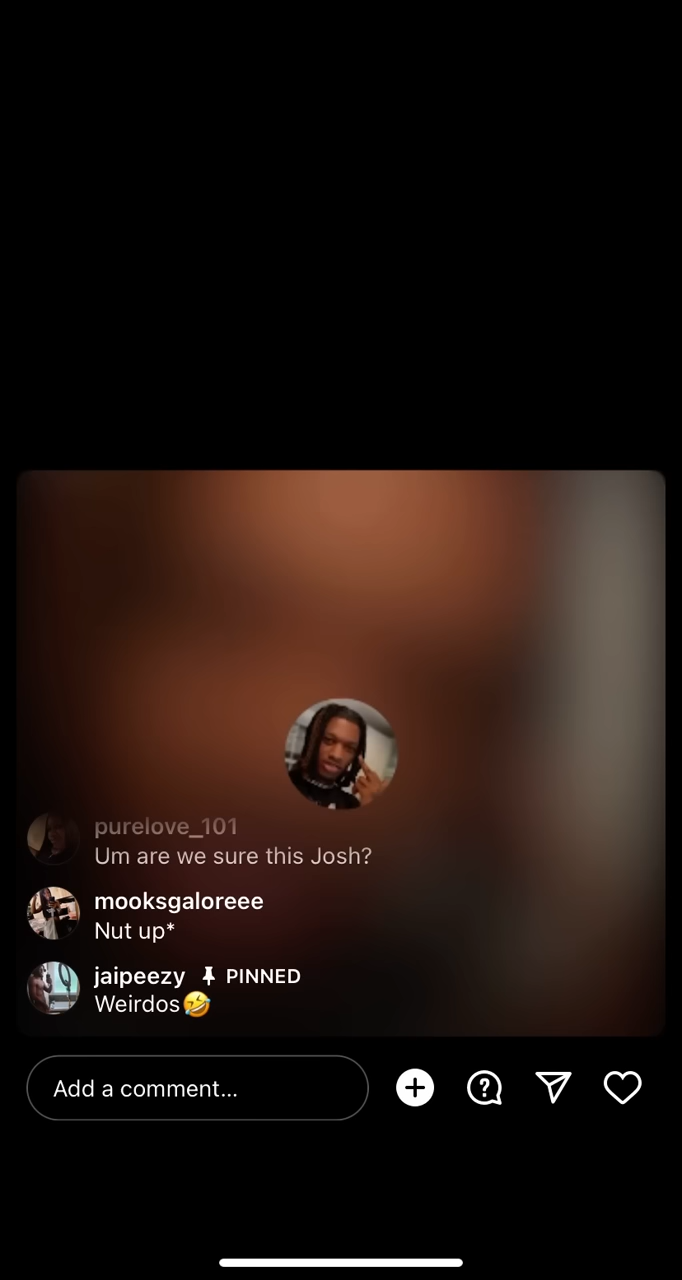 purelove_101
Um are we sure this Josh?
mooksgaloreee
Nut up*
jaipeezy PINNED
Weirdos🤣
Add a comment...